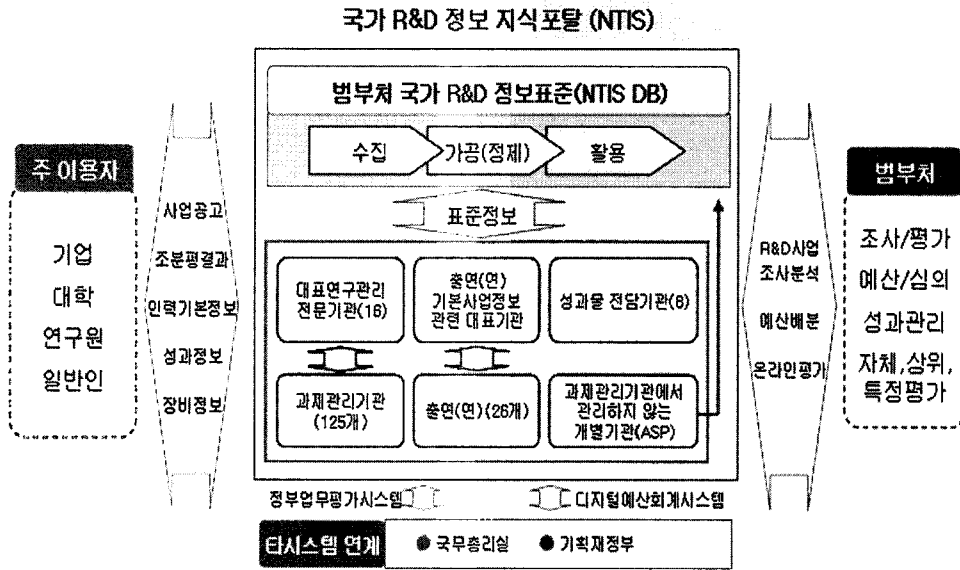 국가 R&D 정보 지식포탈 (NTIS)
범부처 국가 R&D 정보표준(NTIS DB)
수집
가공(정제)
활용
표준정보
주 이용자
기업
대학
연구원
일반인
사업공고
조분평결과
인력기본정보
성과정보
장비정보
대표연구관리
전문기관(16)
출연(연)
기본사업정보
관련 대표기관
성과물 전담기관(8)
과제관리기관
(125개)
출연(연)(26개)
과제관리기관에서
관리하지 않는
개별기관(ASP)
R&D사업
조사분석
예산배분
온라인평가
범부처
조사/평가
예산/심의
성과관리
자체,상위,
특정평가
정부업무평가시스템
디지털예산회계시스템
타시스템 연계
국무총리실
기획재정부